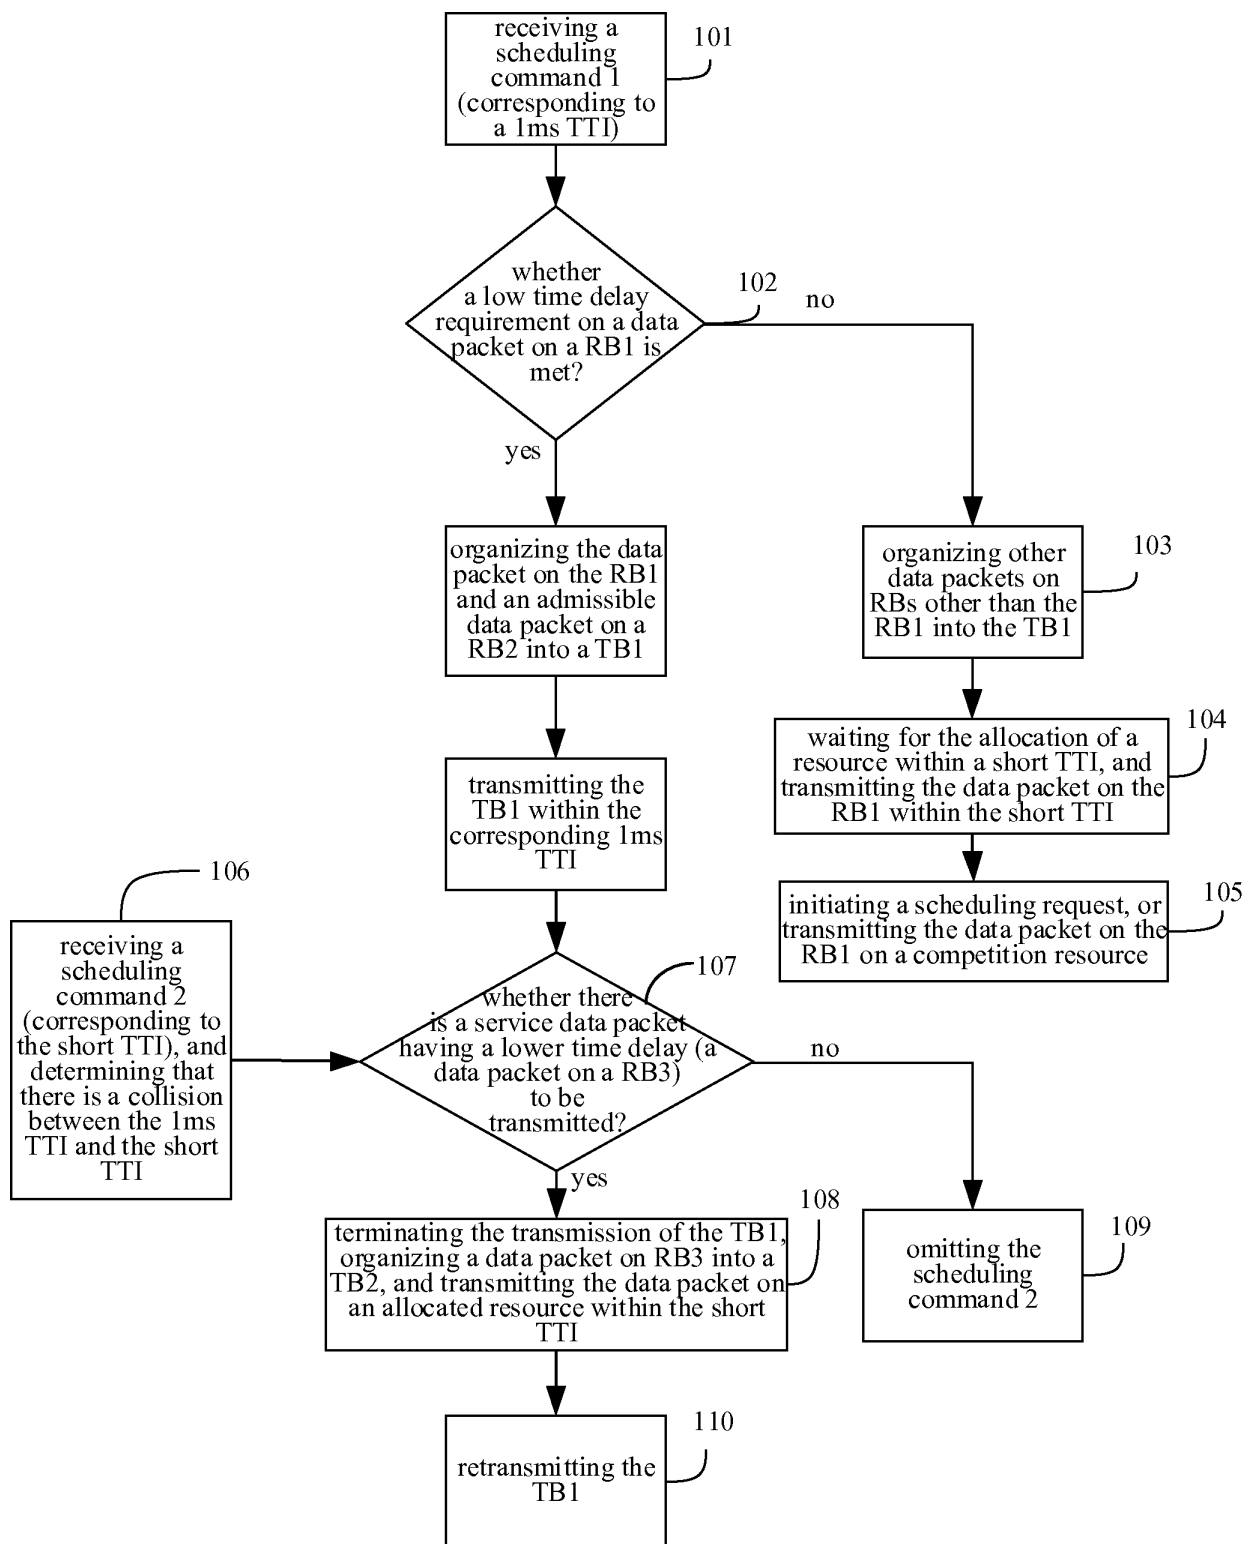 receiving a
scheduling
command 1
(corresponding to
a 1ms TTI)
101
whether
a low time delay
requirement on a data
packet on a RB1 is
met?
102
no
yes
organizing the data
packet on the RB1
and an admissible
data packet on a
RB2 into a TB1
organizing other
data packets on
RBs other than the
RB1 into the TB1
103
transmitting the
TB1 within the
corresponding 1ms
TTI
waiting for the allocation of a
resource within a short TTI, and
transmitting the data packet on the
RB1 within the short TTI
104
initiating a scheduling request, or
transmitting the data packet on the
RB1 on a competition resource
105
106
receiving a
scheduling
command 2
(corresponding to
the short TTI), and
determining that
there is a collision
between the 1ms
TTI and the short
TTI
107
whether there
is a service data packet
having a lower time delay (a
data packet on a RB3)
to be
transmitted?
no
yes
terminating the transmission of the TB1,
organizing a data packet on RB3 into a
TB2, and transmitting the data packet on
an allocated resource within the short
TTI
108
omitting the
scheduling
command 2
109
retransmitting the
TB1
110